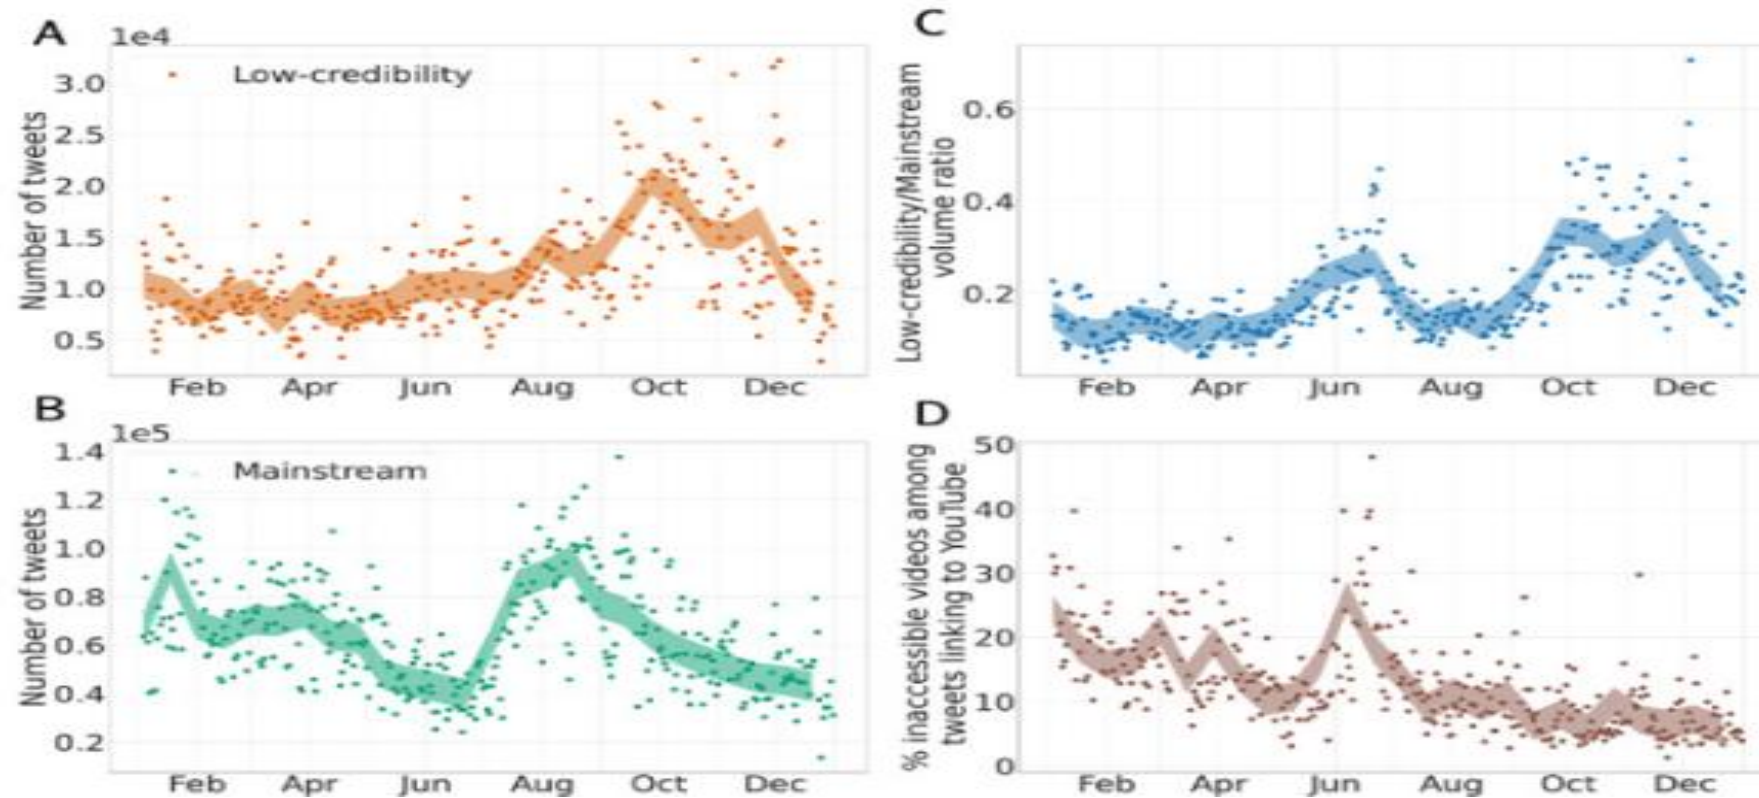 A
1e4
Low-credibility
Number of tweets
3.0
2.5
2.0
1.5
1.0
0.5
Feb Apr Jun Aug Oct Dec
C
Low-credibility/Mainstream
volume ratio
0.6
0.4
0.2
Feb Apr Jun Aug Oct Dec
B
1e5
Mainstream
Number of tweets
1.4
1.2
1.0
0.8
0.6
0.4
0.2
Feb Apr Jun Aug Oct Dec
D
% inaccessible videos among
tweets linking to YouTube
50
40
30
20
10
0
Feb Apr Jun Aug Oct Dec